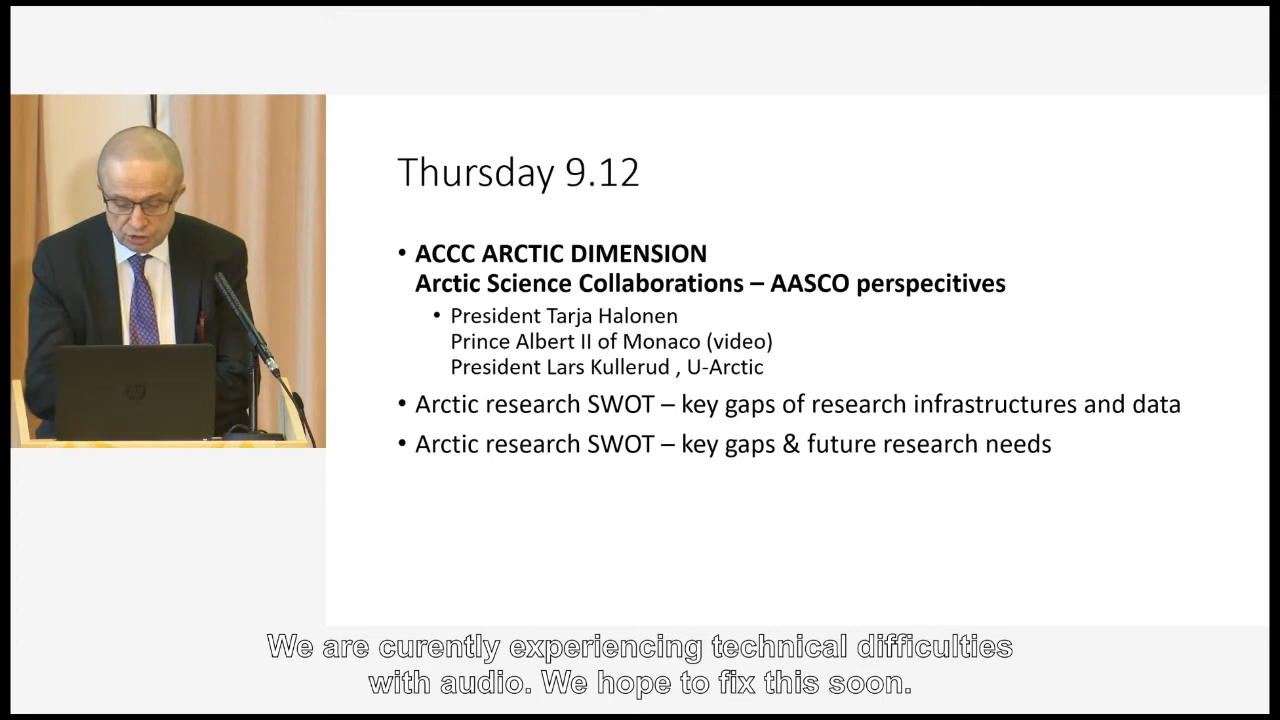 Thursday 9.12
• ACCC ARCTIC DIMENSION
Arctic Science Collaborations – AASCO perspecitives
• President Tarja Halonen
Prince Albert II of Monaco (video)
President Lars Kullerud , U-Arctic
• Arctic research SWOT – key gaps of research infrastructures and data
• Arctic research SWOT – key gaps & future research needs
hp
We are curently experiencing technical difficulties
with audio. We hope to fix this soon.